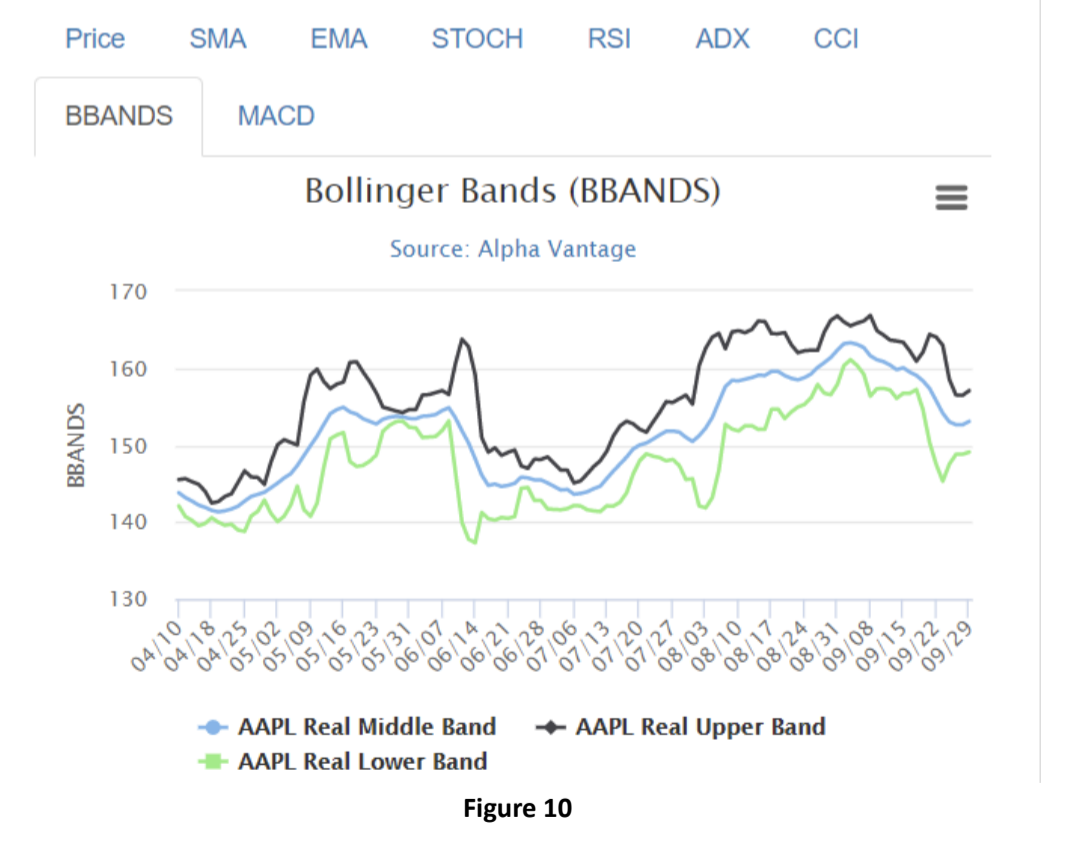 Price SMA EMA STOCH RSI ADX CCI
BBANDS MACD
Bollinger Bands (BBANDS)
Source: Alpha Vantage
170
160
150
140
130
BBANDS
04/10 04/18 04/25 05/02 05/09 05/16 05/23 05/31 06/07 06/14 06/21 06/28 07/06 07/13 07/20 07/27 08/03 08/10 08/17 08/24 08/31 09/08 09/15 09/22 09/29
AAPL Real Middle Band AAPL Real Upper Band
AAPL Real Lower Band
Figure 10